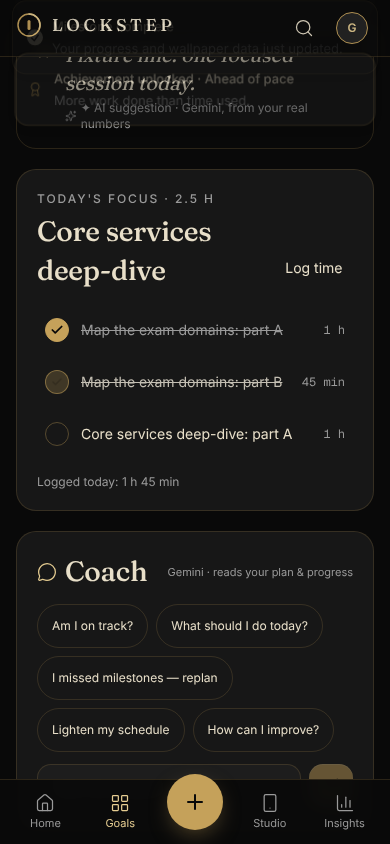 LOCKSTEP
G
Your progress and wallpaper data just updated.
Fixture line: one focused
session today.
Achievement unlocked · Ahead of pace
More work done than time used.
✦ AI suggestion · Gemini, from your real
numbers
TODAY'S FOCUS · 2.5 H
Core services
deep-dive
Log time
Map the exam domains: part A 1 h
Map the exam domains: part B 45 min
Core services deep-dive: part A 1 h
Logged today: 1 h 45 min
Coach
Gemini · reads your plan & progress
Am I on track?
What should I do today?
I missed milestones — replan
Lighten my schedule
How can I improve?
Home
Goals
Studio
Insights